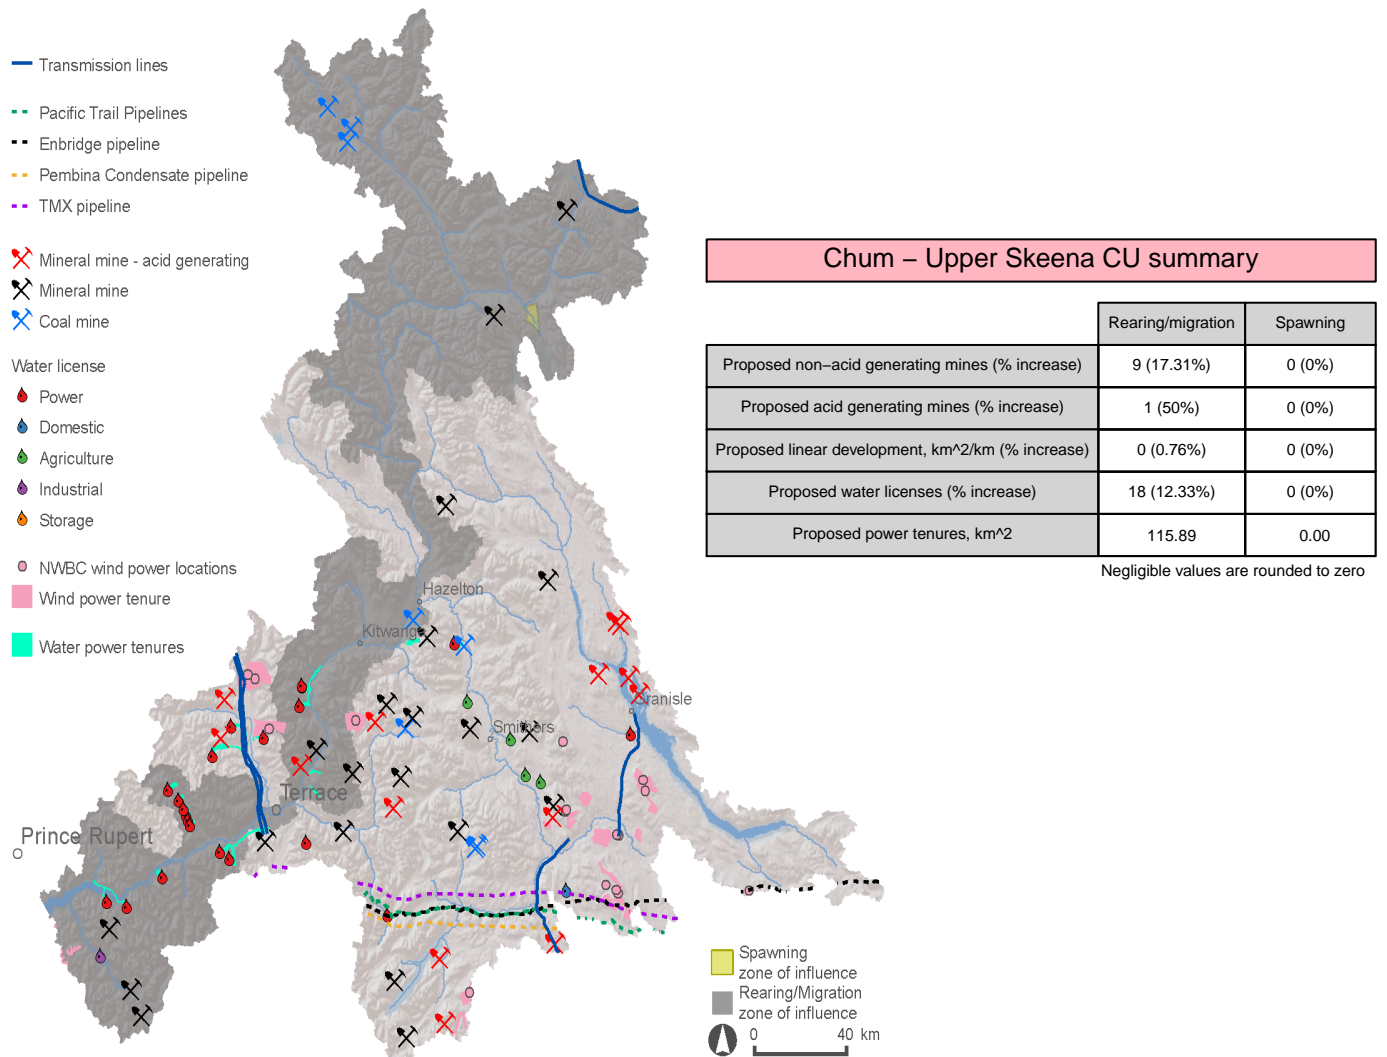 Transmission lines
Pacific Trail Pipelines
Enbridge pipeline
Pembina Condensate pipeline
TMX pipeline
Mineral mine - acid generating
Mineral mine
Coal mine
Water license
Power
Domestic
Agriculture
Industrial
Storage
NWBC wind power locations
Wind power tenure
Water power tenures
Hazelton
Kitwanga
Granisle
Smithers
Terrace
Prince Rupert
Chum – Upper Skeena CU summary
Rearing/migration Spawning
Proposed non−acid generating mines (% increase) 9 (17.31%) 0 (0%)
Proposed acid generating mines (% increase) 1 (50%) 0 (0%)
Proposed linear development, km^2/km (% increase) 0 (0.76%) 0 (0%)
Proposed water licenses (% increase) 18 (12.33%) 0 (0%)
Proposed power tenures, km^2 115.89 0.00
Negligible values are rounded to zero
Spawning
zone of influence
Rearing/Migration
zone of influence
0 40 km